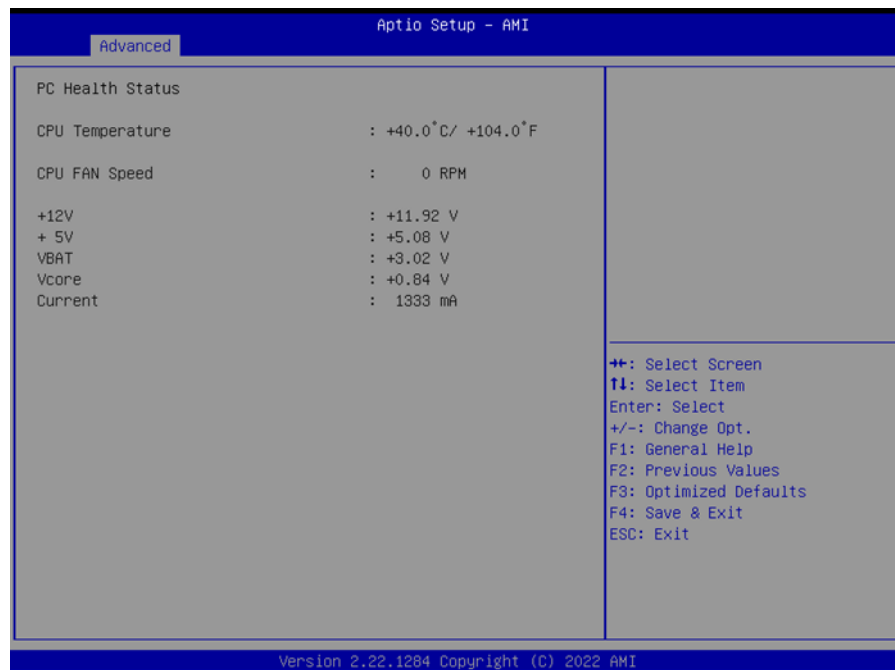 Aptio Setup – AMI
Advanced
PC Health Status
CPU Temperature : +40.0°C/ +104.0°F
CPU FAN Speed : 0 RPM
+12V : +11.92 V
+ 5V : +5.08 V
VBAT : +3.02 V
Vcore : +0.84 V
Current : 1333 mA
→←: Select Screen
↑↓: Select Item
Enter: Select
+/-: Change Opt.
F1: General Help
F2: Previous Values
F3: Optimized Defaults
F4: Save & Exit
ESC: Exit
Version 2.22.1284 Copyright (C) 2022 AMI